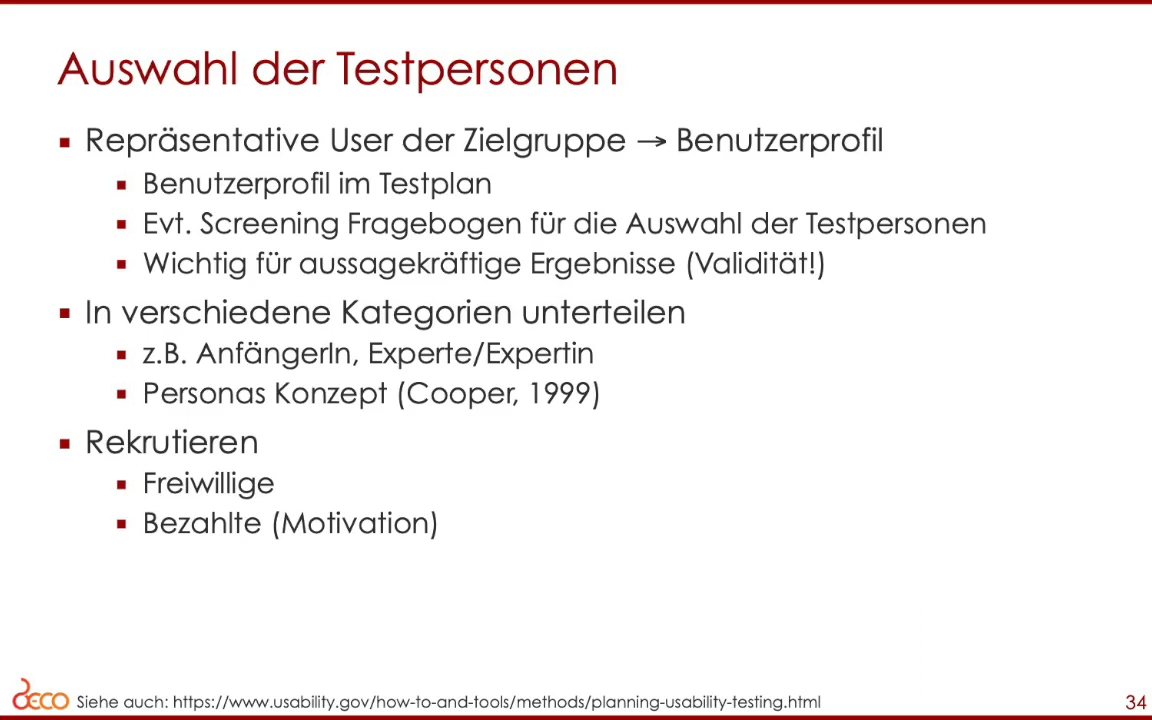 Auswahl der Testpersonen
Repräsentative User der Zielgruppe → Benutzerprofil
Benutzerprofil im Testplan
Evt. Screening Fragebogen für die Auswahl der Testpersonen
Wichtig für aussagekräftige Ergebnisse (Validität!)
In verschiedene Kategorien unterteilen
z.B. AnfängerIn, Experte/Expertin
Personas Konzept (Cooper, 1999)
Rekrutieren
Freiwillige
Bezahlte (Motivation)
DECO Siehe auch: https://www.usability.gov/how-to-and-tools/methods/planning-usability-testing.html 34